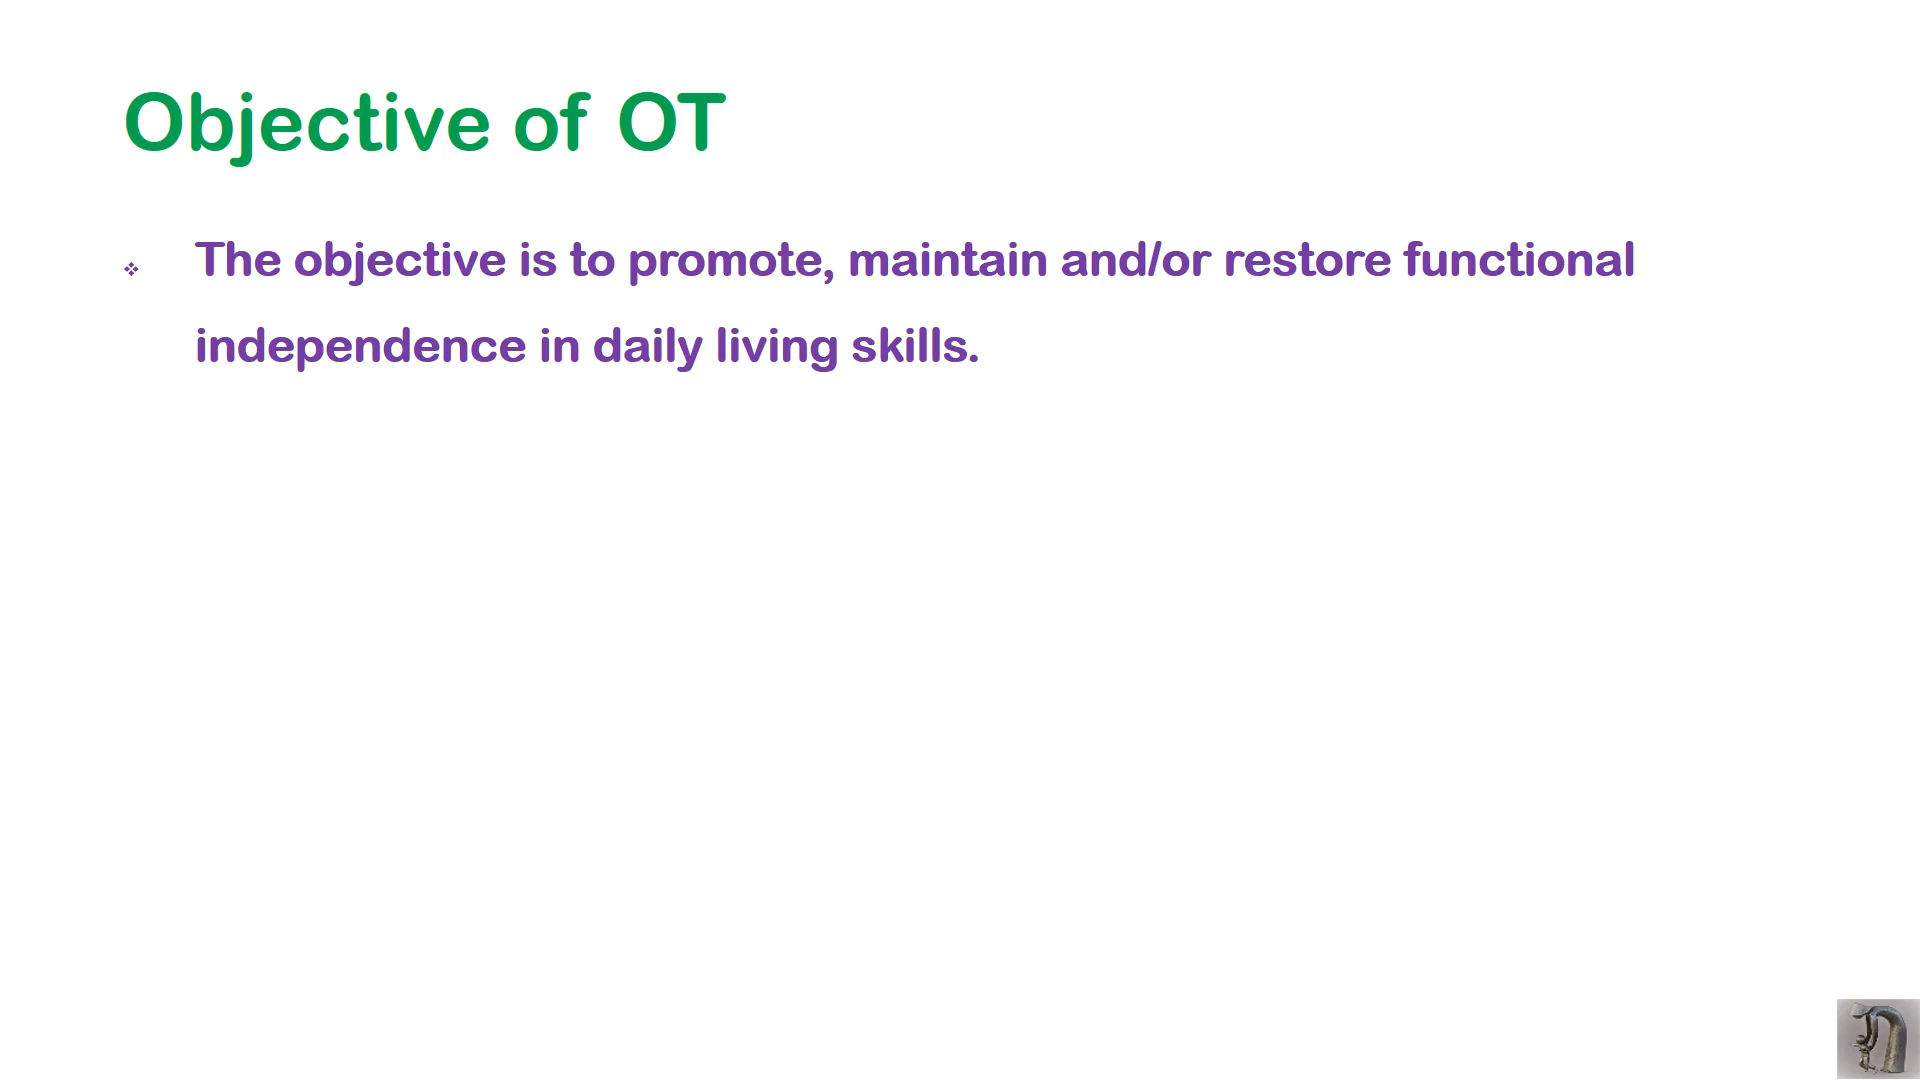 Objective of OT
❖ The objective is to promote, maintain and/or restore functional
independence in daily living skills.